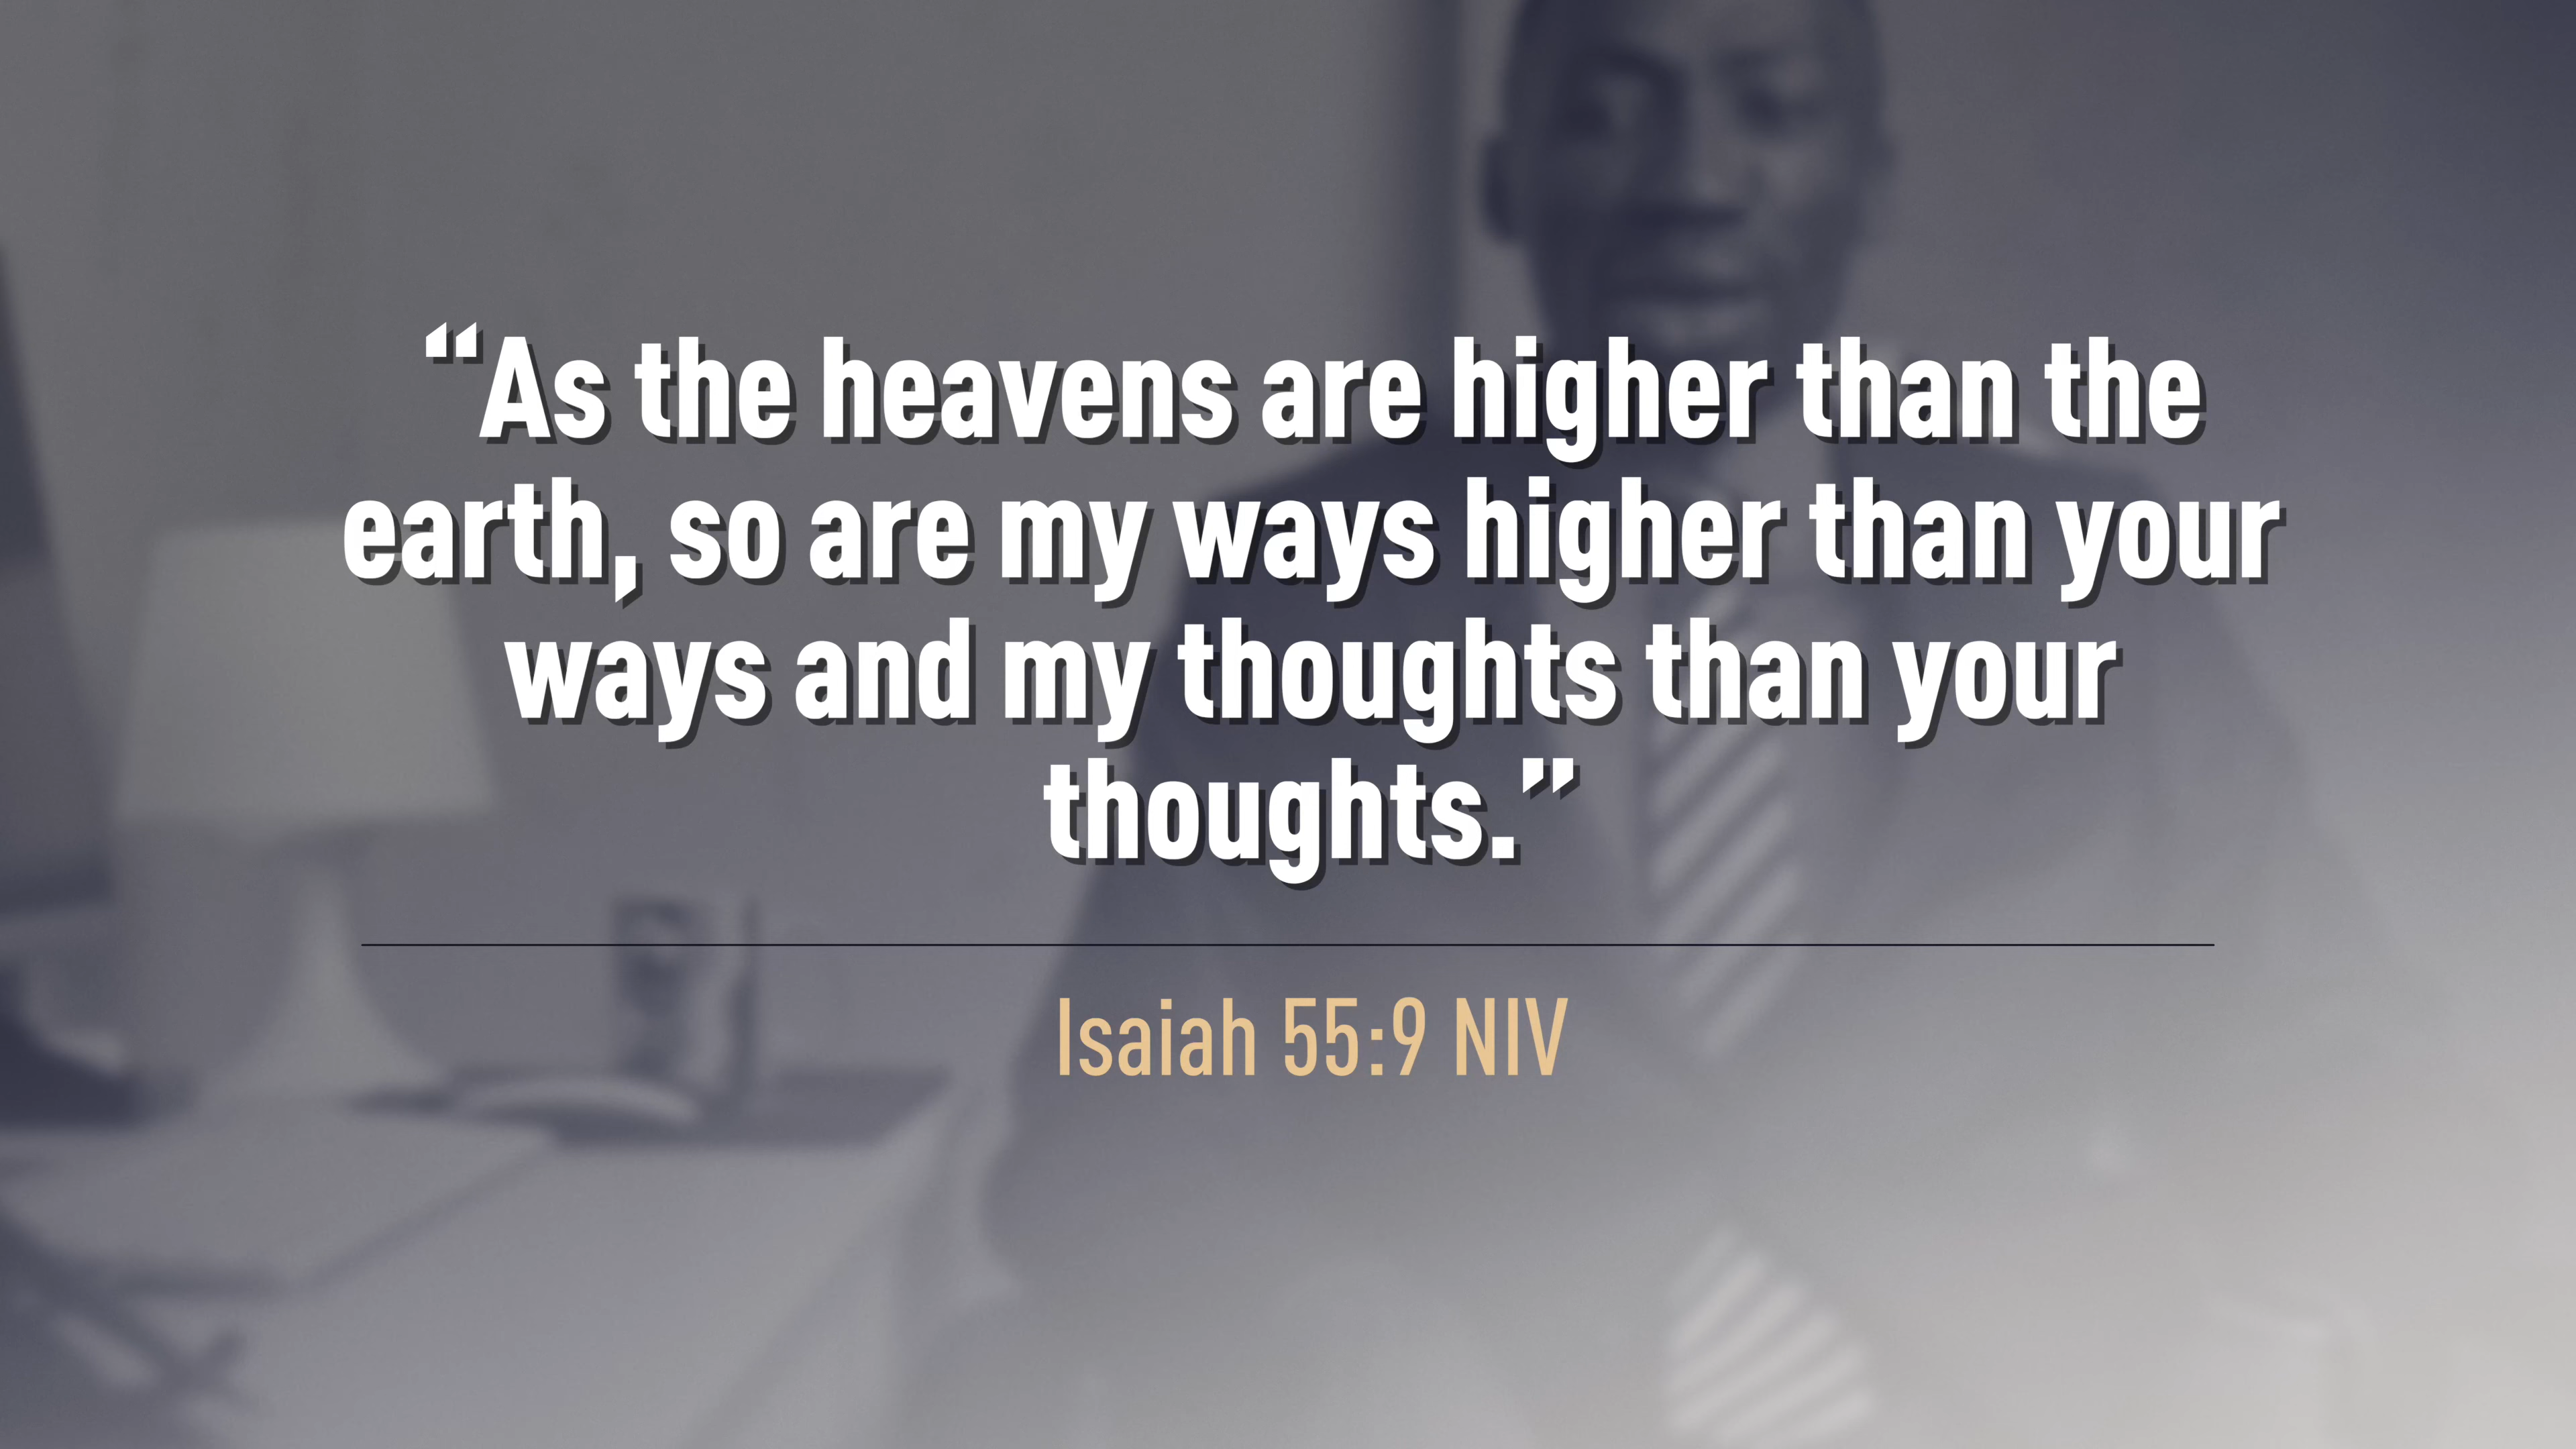 “As the heavens are higher than the
earth, so are my ways higher than your
ways and my thoughts than your
thoughts.”
Isaiah 55:9 NIV